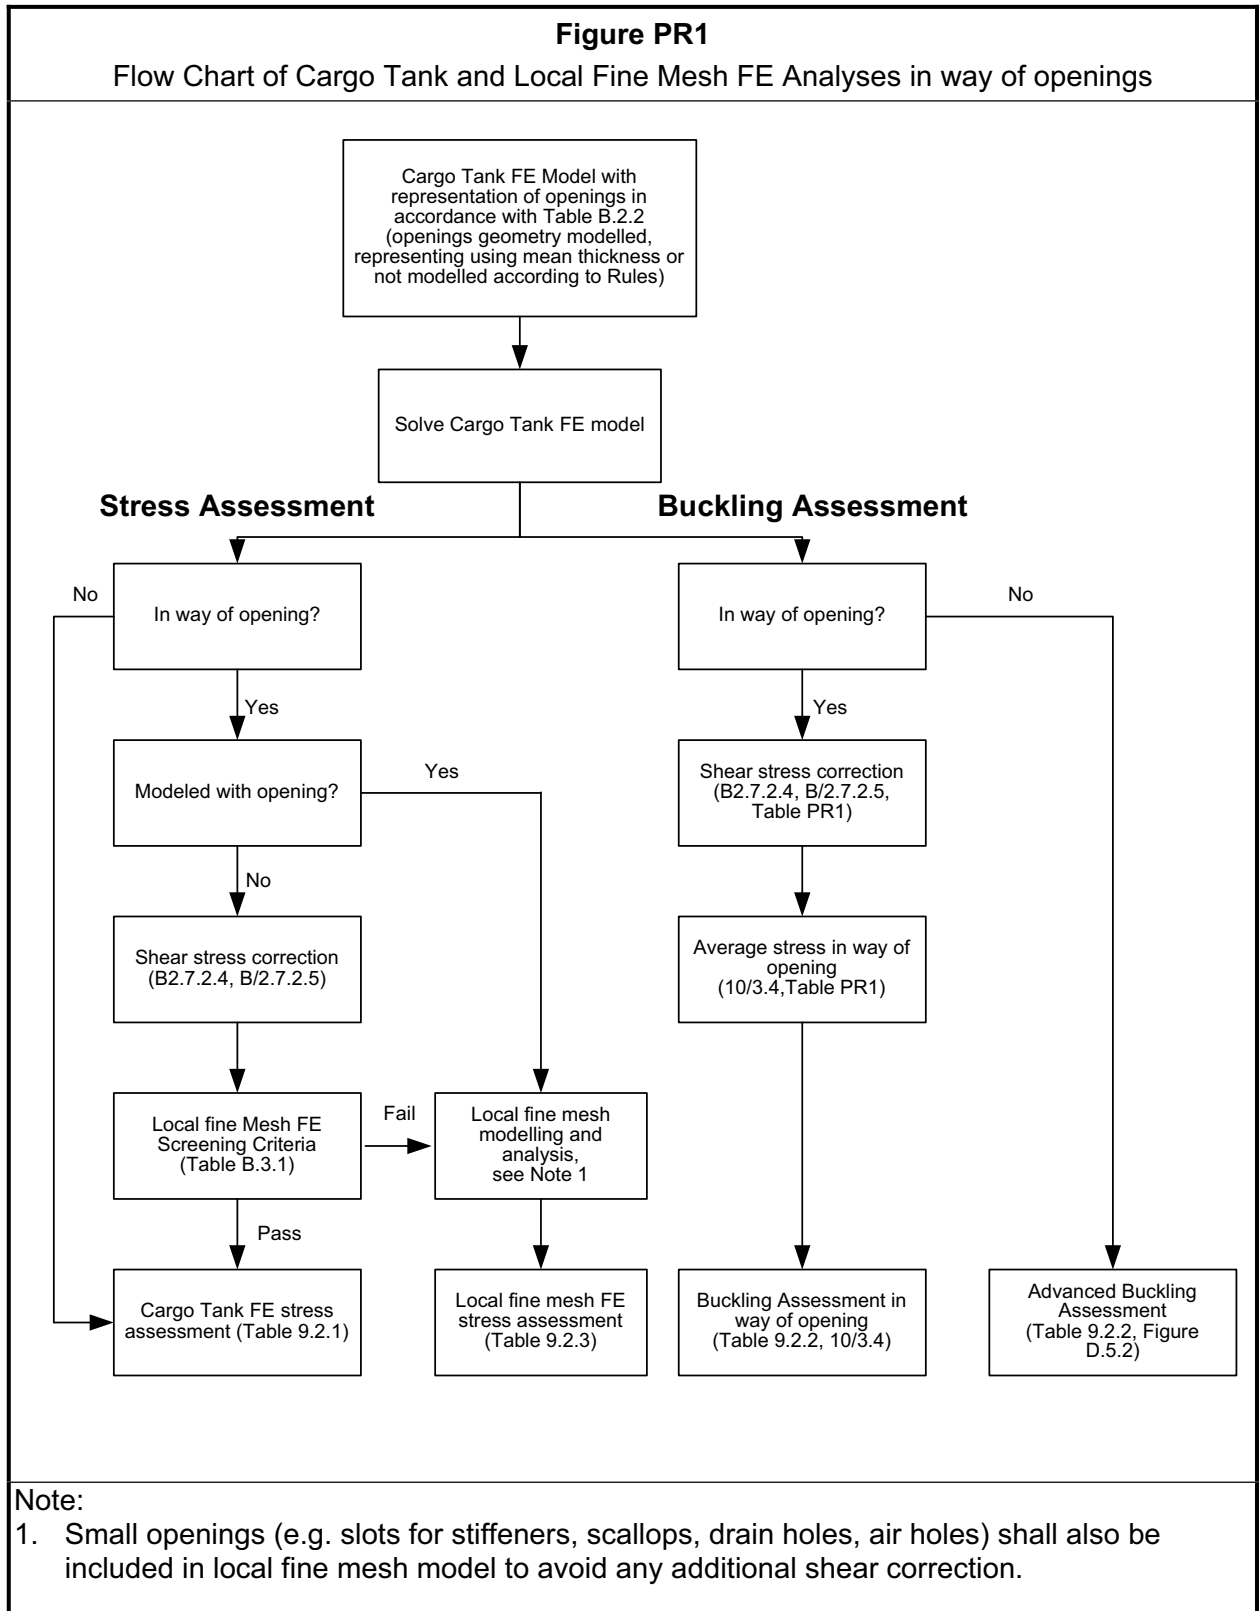 Figure PR1
Flow Chart of Cargo Tank and Local Fine Mesh FE Analyses in way of openings
Cargo Tank FE Model with
representation of openings in
accordance with Table B.2.2
(openings geometry modelled,
representing using mean thickness or
not modelled according to Rules)
Solve Cargo Tank FE model
Stress Assessment
Buckling Assessment
No
In way of opening?
In way of opening?
No
Yes
Yes
Modeled with opening?
Yes
Shear stress correction
(B2.7.2.4, B/2.7.2.5,
Table PR1)
No
Shear stress correction
(B2.7.2.4, B/2.7.2.5)
Average stress in way of
opening
(10/3.4,Table PR1)
Local fine Mesh FE
Screening Criteria
(Table B.3.1)
Fail
Local fine mesh
modelling and
analysis,
see Note 1
Pass
Cargo Tank FE stress
assessment (Table 9.2.1)
Local fine mesh FE
stress assessment
(Table 9.2.3)
Buckling Assessment in
way of opening
(Table 9.2.2, 10/3.4)
Advanced Buckling
Assessment
(Table 9.2.2, Figure
D.5.2)
Note:
1. Small openings (e.g. slots for stiffeners, scallops, drain holes, air holes) shall also be
included in local fine mesh model to avoid any additional shear correction.